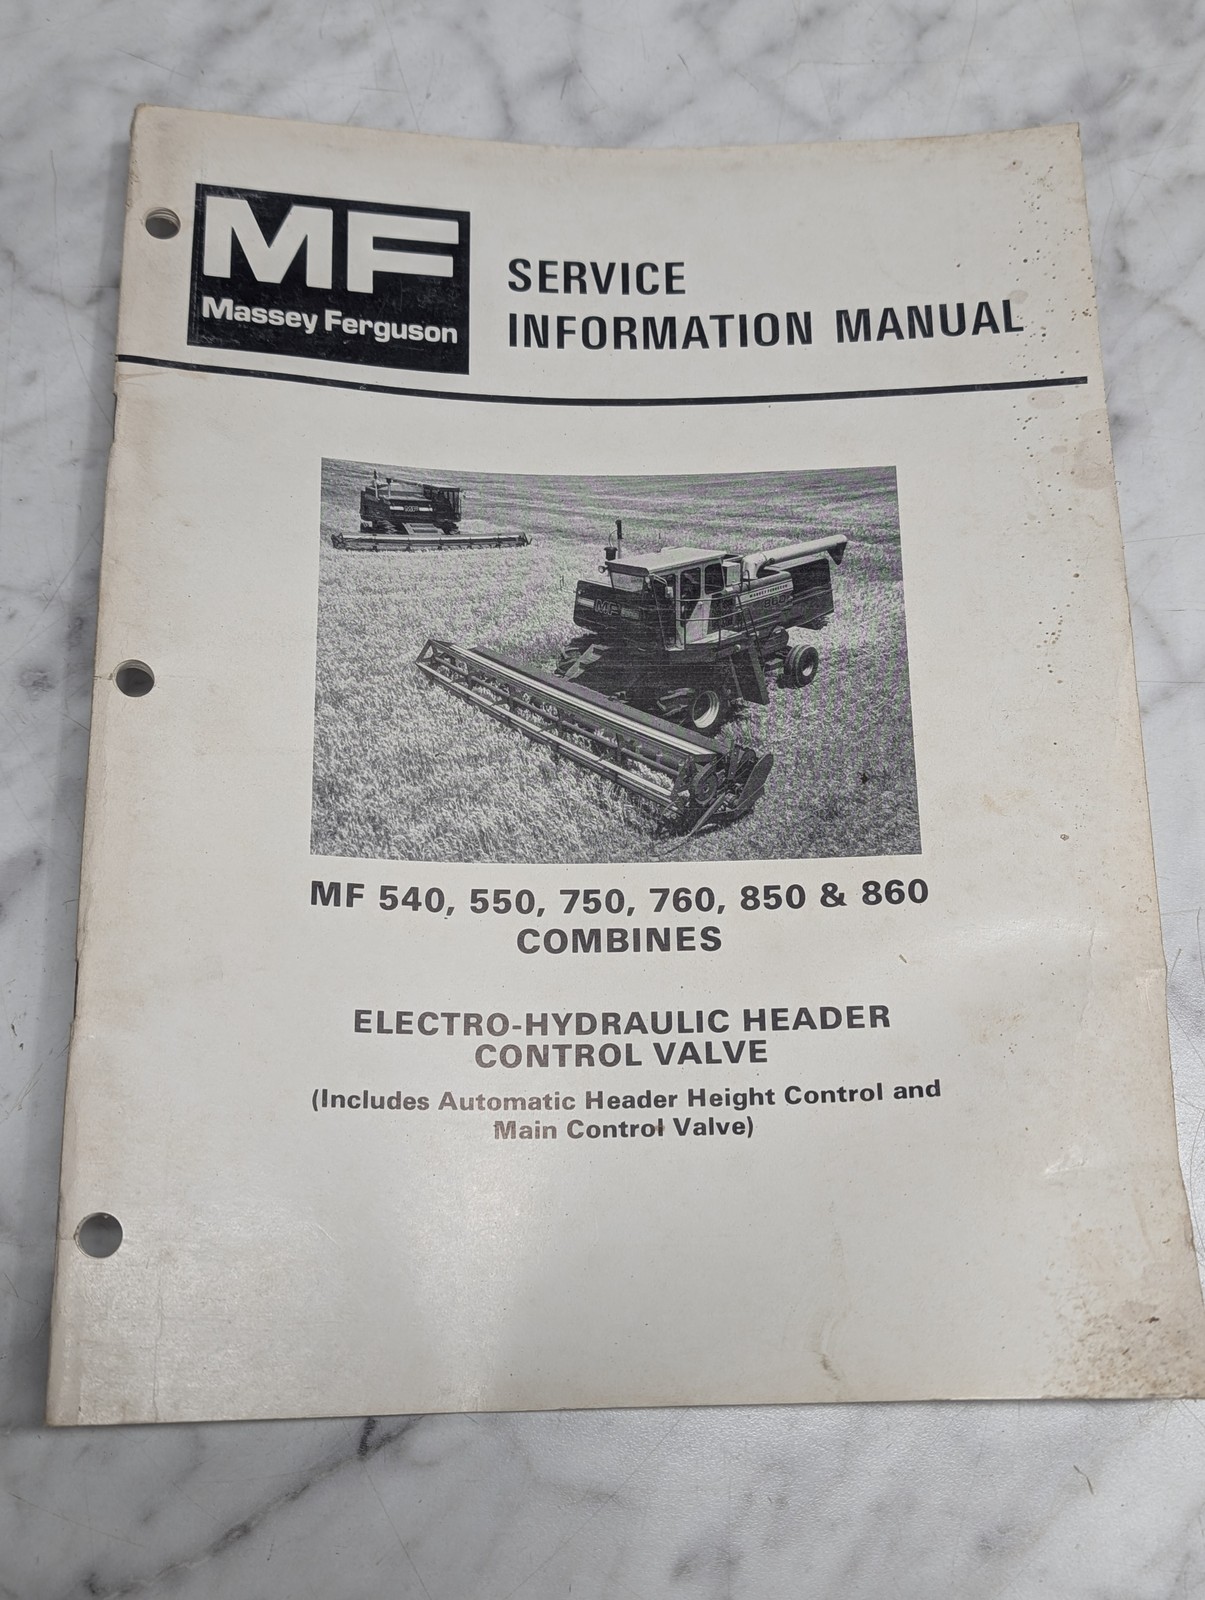 MF
Massey Ferguson
SERVICE
INFORMATION MANUAL
MF
MF 540, 550, 750, 760, 850 & 860
COMBINES
ELECTRO-HYDRAULIC HEADER
CONTROL VALVE
(Includes Automatic Header Height Control and
Main Control Valve)